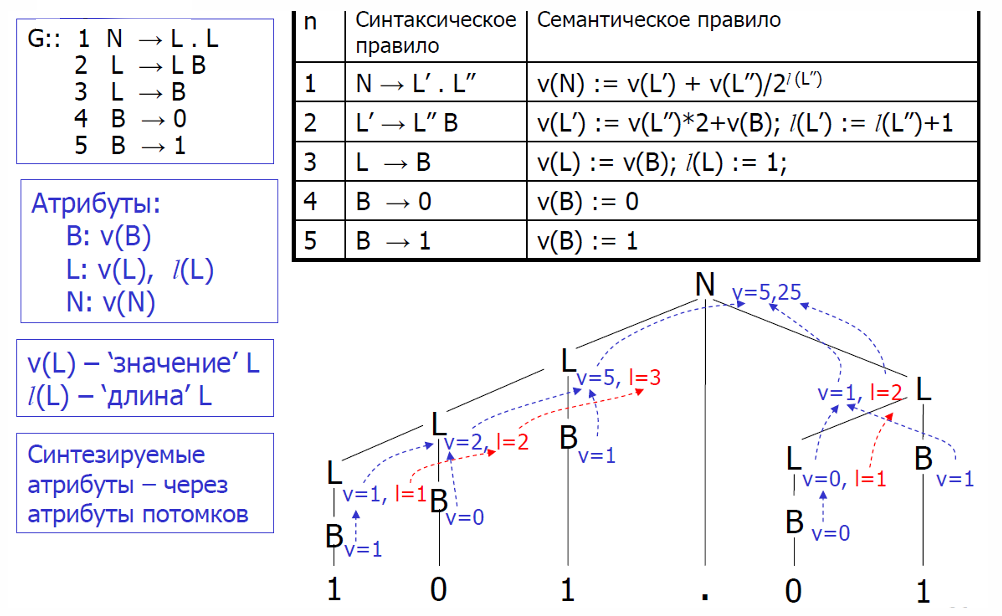 G:: 1 N → L . L
2 L → L B
3 L → B
4 B → 0
5 B → 1
Атрибуты:
B: v(B)
L: v(L), l(L)
N: v(N)
v(L) – ‘значение’ L
l(L) – ‘длина’ L
Синтезируемые
атрибуты – через
атрибуты потомков
n Синтаксическое правило Семантическое правило
1 N → L′ . L″ v(N) := v(L′) + v(L″)/2^l (L″)
2 L′ → L″ B v(L′) := v(L″)*2+v(B); l(L′) := l(L″)+1
3 L → B v(L) := v(B); l(L) := 1;
4 B → 0 v(B) := 0
5 B → 1 v(B) := 1
N v=5,25
L v=5, l=3
v=1, l=2 L
L v=2, l=2
B v=1
L v=1, l=1
B v=0
L v=0, l=1
B v=1
B v=1
B v=0
1 0 1 . 0 1